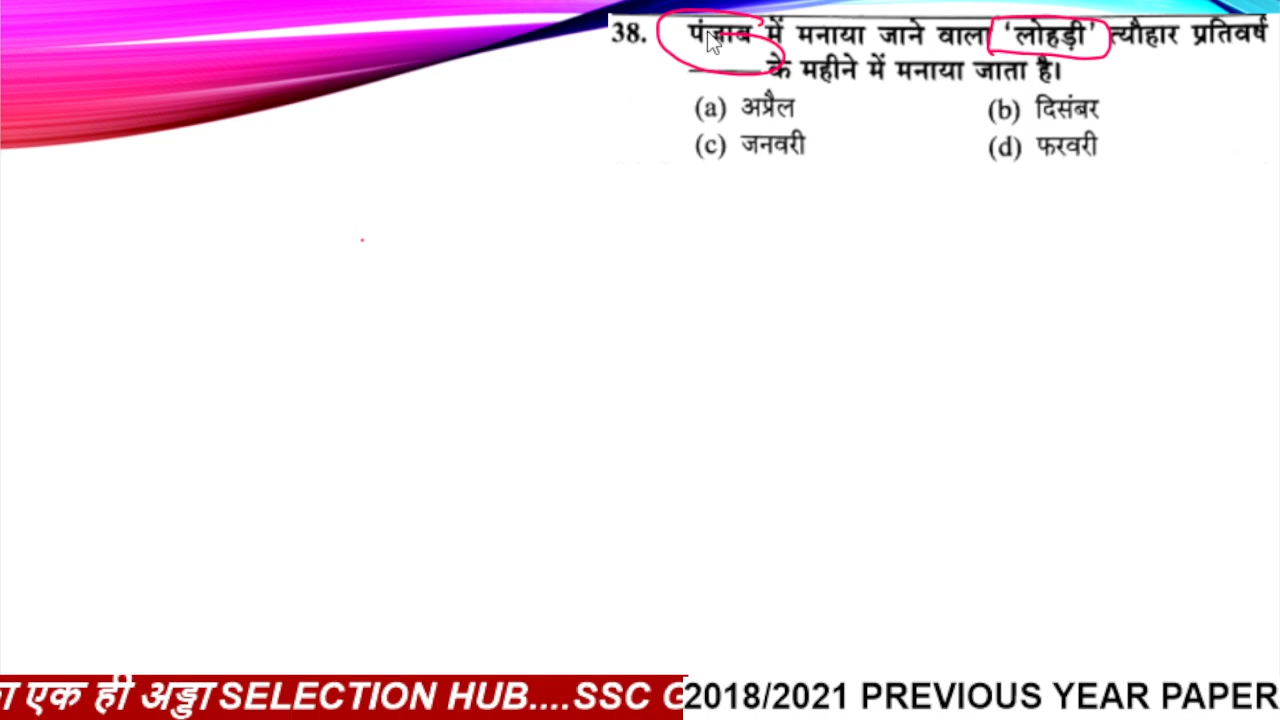 38. पंजाब में मनाया जाने वाला 'लोहड़ी' त्यौहार प्रतिवर्ष
______ के महीने में मनाया जाता है।
(a) अप्रैल (b) दिसंबर
(c) जनवरी (d) फरवरी
एक ही अड्डा SELECTION HUB....SSC G 2018/2021 PREVIOUS YEAR PAPER